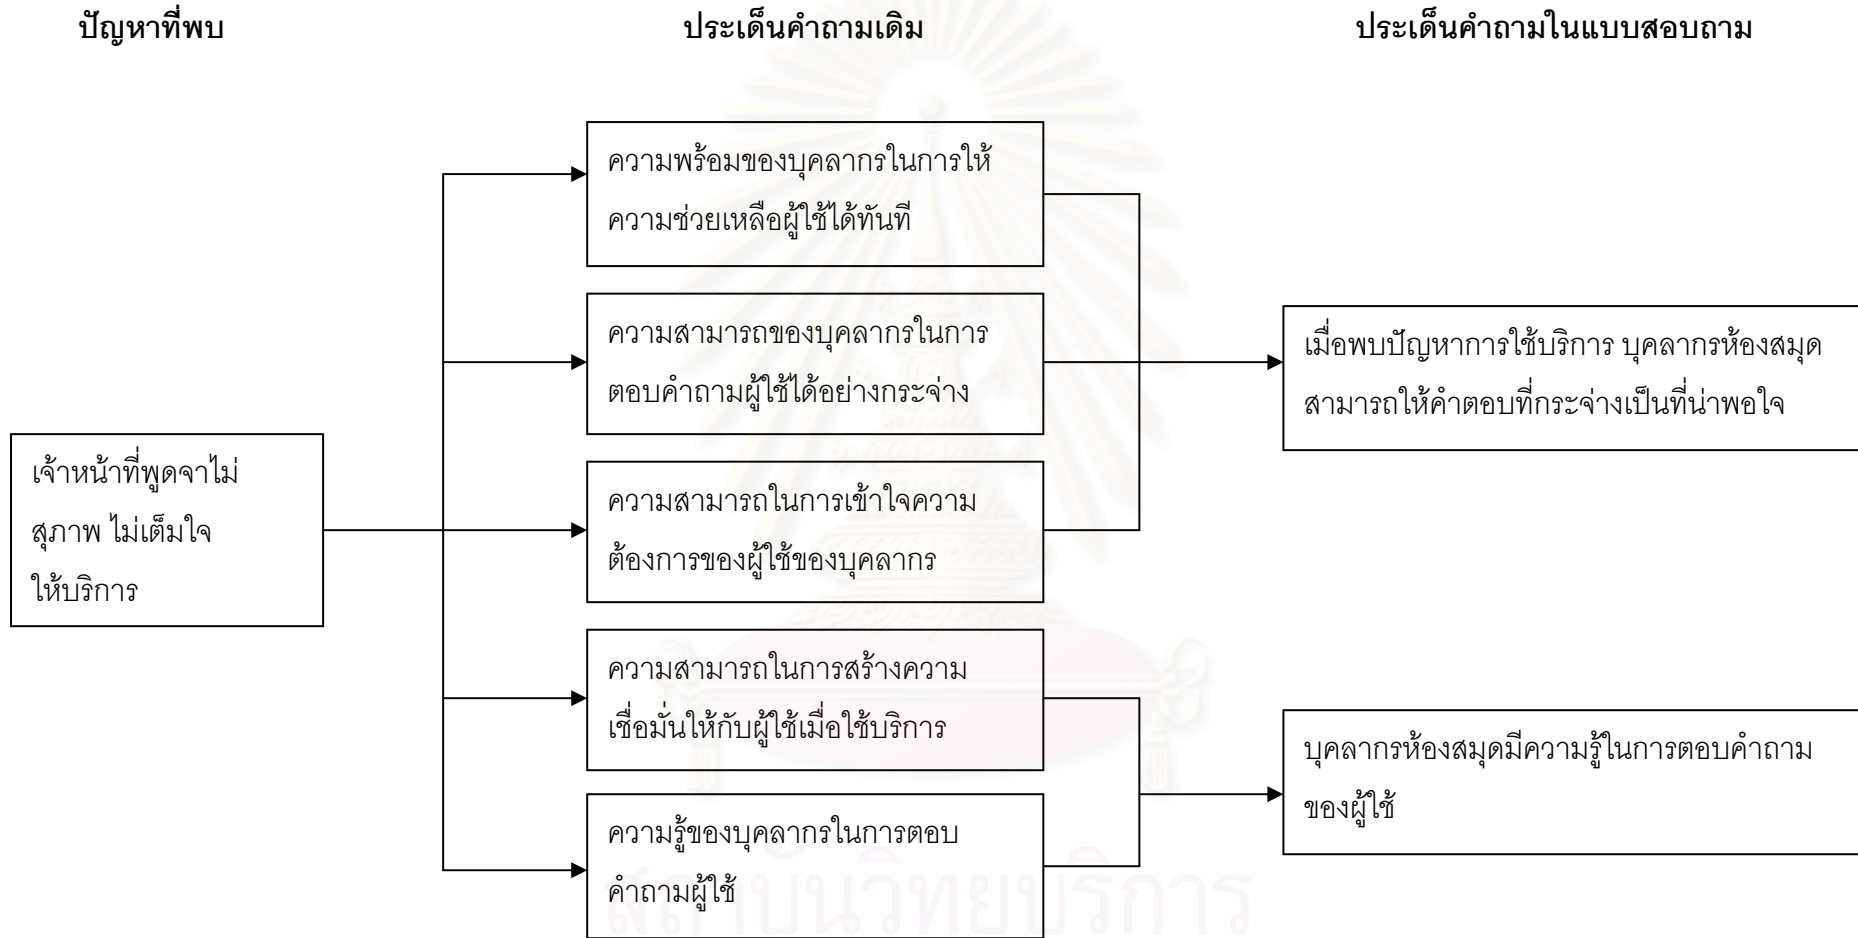 ปัญหาที่พบ
ประเด็นคำถามเดิม
ประเด็นคำถามในแบบสอบถาม
ความพร้อมของบุคลากรในการให้
ความช่วยเหลือผู้ใช้ได้ทันที
ความสามารถของบุคลากรในการ
ตอบคำถามผู้ใช้ได้อย่างกระจ่าง
เมื่อพบปัญหาการใช้บริการ บุคลากรห้องสมุด
สามารถให้คำตอบที่กระจ่างเป็นที่น่าพอใจ
เจ้าหน้าที่พูดจาไม่
สุภาพ ไม่เต็มใจ
ให้บริการ
ความสามารถในการเข้าใจความ
ต้องการของผู้ใช้ของบุคลากร
ความสามารถในการสร้างความ
เชื่อมั่นให้กับผู้ใช้เมื่อใช้บริการ
บุคลากรห้องสมุดมีความรู้ในการตอบคำถาม
ของผู้ใช้
ความรู้ของบุคลากรในการตอบ
คำถามผู้ใช้
สถาบันวิทยบริการ